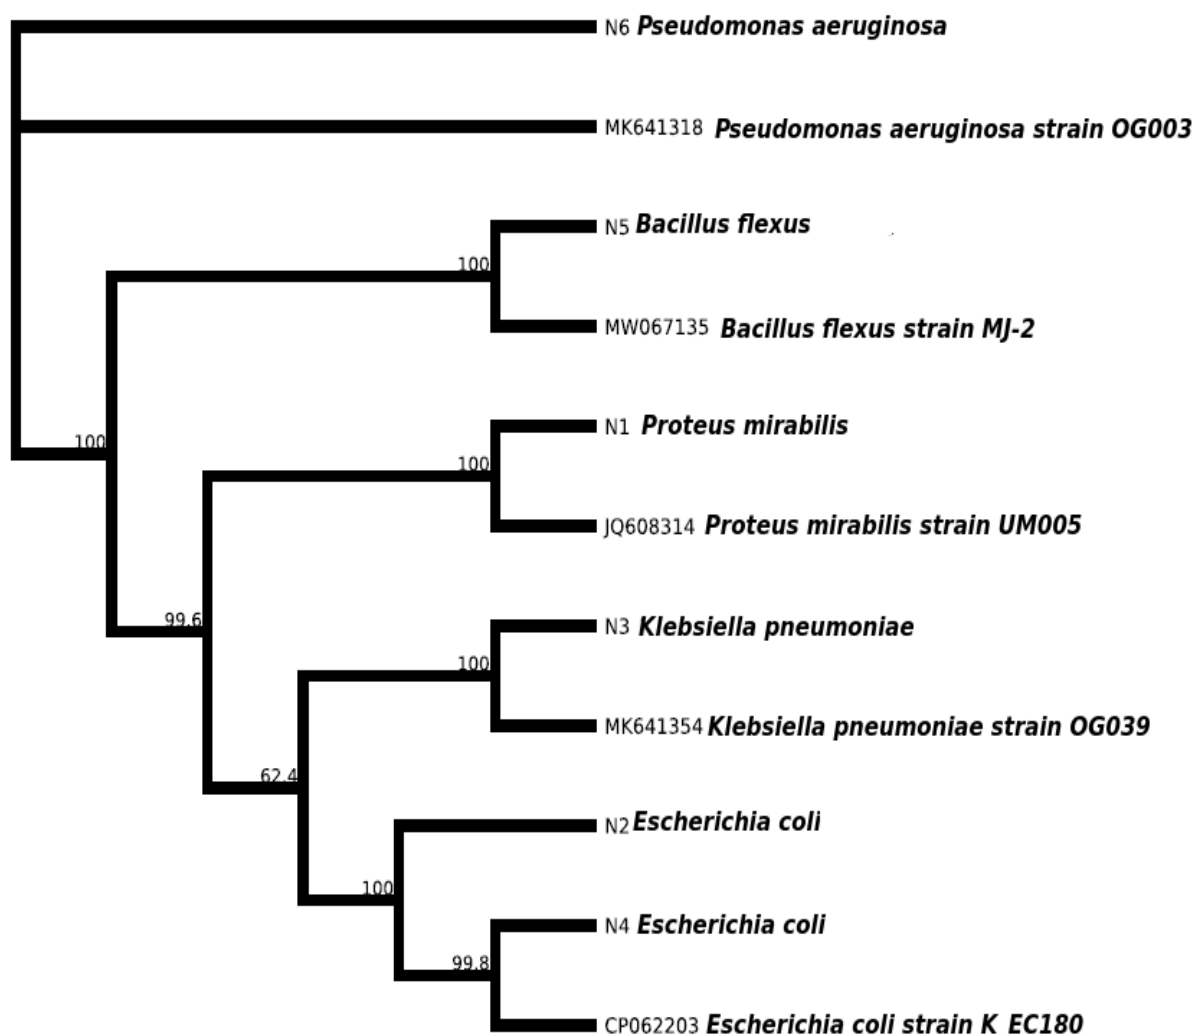 N6 Pseudomonas aeruginosa
MK641318 Pseudomonas aeruginosa strain OG003
N5 Bacillus flexus
100
MW067135 Bacillus flexus strain MJ-2
N1 Proteus mirabilis
100
100
JQ608314 Proteus mirabilis strain UM005
99.6
N3 Klebsiella pneumoniae
100
MK641354 Klebsiella pneumoniae strain OG039
62.4
N2 Escherichia coli
100
N4 Escherichia coli
99.8
CP062203 Escherichia coli strain K_EC180